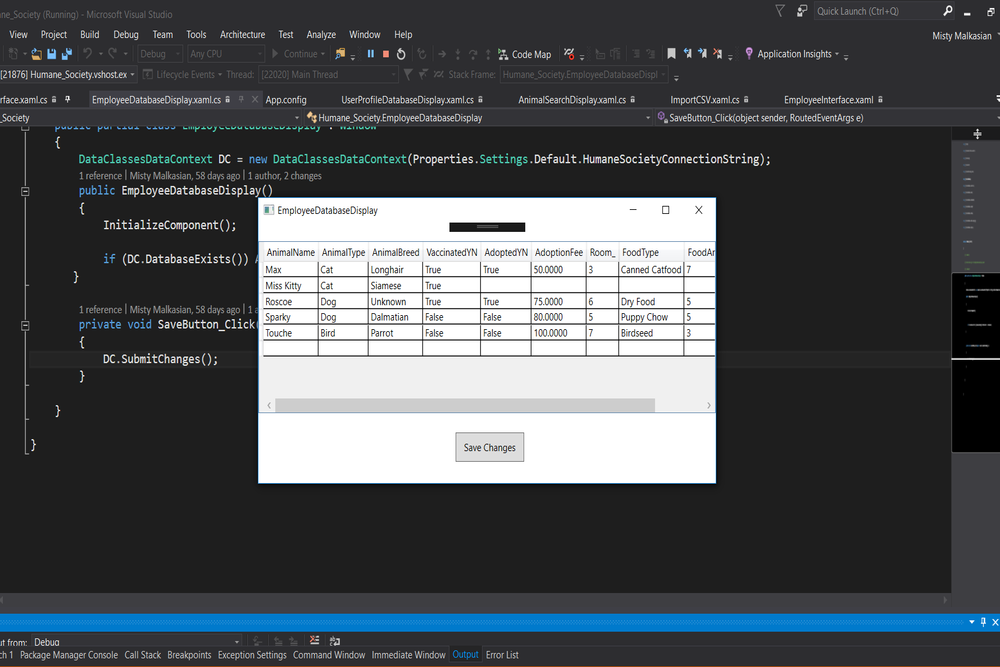 ne_Society (Running) - Microsoft Visual Studio
Quick Launch (Ctrl+Q)
View Project Build Debug Team Tools Architecture Test Analyze Window Help
Misty Malkasian
Debug Any CPU Continue Code Map Application Insights
[21876] Humane_Society.vshost.ex Lifecycle Events Thread: [22020] Main Thread Stack Frame: Humane_Society.EmployeeDatabaseDispl
rface.xaml.cs EmployeeDatabaseDisplay.xaml.cs App.config UserProfileDatabaseDisplay.xaml.cs AnimalSearchDisplay.xaml.cs ImportCSV.xaml.cs EmployeeInterface.xaml
_Society Humane_Society.EmployeeDatabaseDisplay SaveButton_Click(object sender, RoutedEventArgs e)
public partial class EmployeeDatabaseDisplay : Window
{
DataClassesDataContext DC = new DataClassesDataContext(Properties.Settings.Default.HumaneSocietyConnectionString);
1 reference | Misty Malkasian, 58 days ago | 1 author, 2 changes
public EmployeeDatabaseDisplay()
{
InitializeComponent();
if (DC.DatabaseExists())
}
1 reference | Misty Malkasian, 58 days ago | 1
private void SaveButton_Click(
{
DC.SubmitChanges();
}
}
}
EmployeeDatabaseDisplay
AnimalName AnimalType AnimalBreed VaccinatedYN AdoptedYN AdoptionFee Room_ FoodType FoodAr
Max Cat Longhair True True 50.0000 3 Canned Catfood 7
Miss Kitty Cat Siamese True
Roscoe Dog Unknown True True 75.0000 6 Dry Food 5
Sparky Dog Dalmatian False False 80.0000 5 Puppy Chow 5
Touche Bird Parrot False False 100.0000 7 Birdseed 3
Save Changes
ut from: Debug
ch 1 Package Manager Console Call Stack Breakpoints Exception Settings Command Window Immediate Window Output Error List